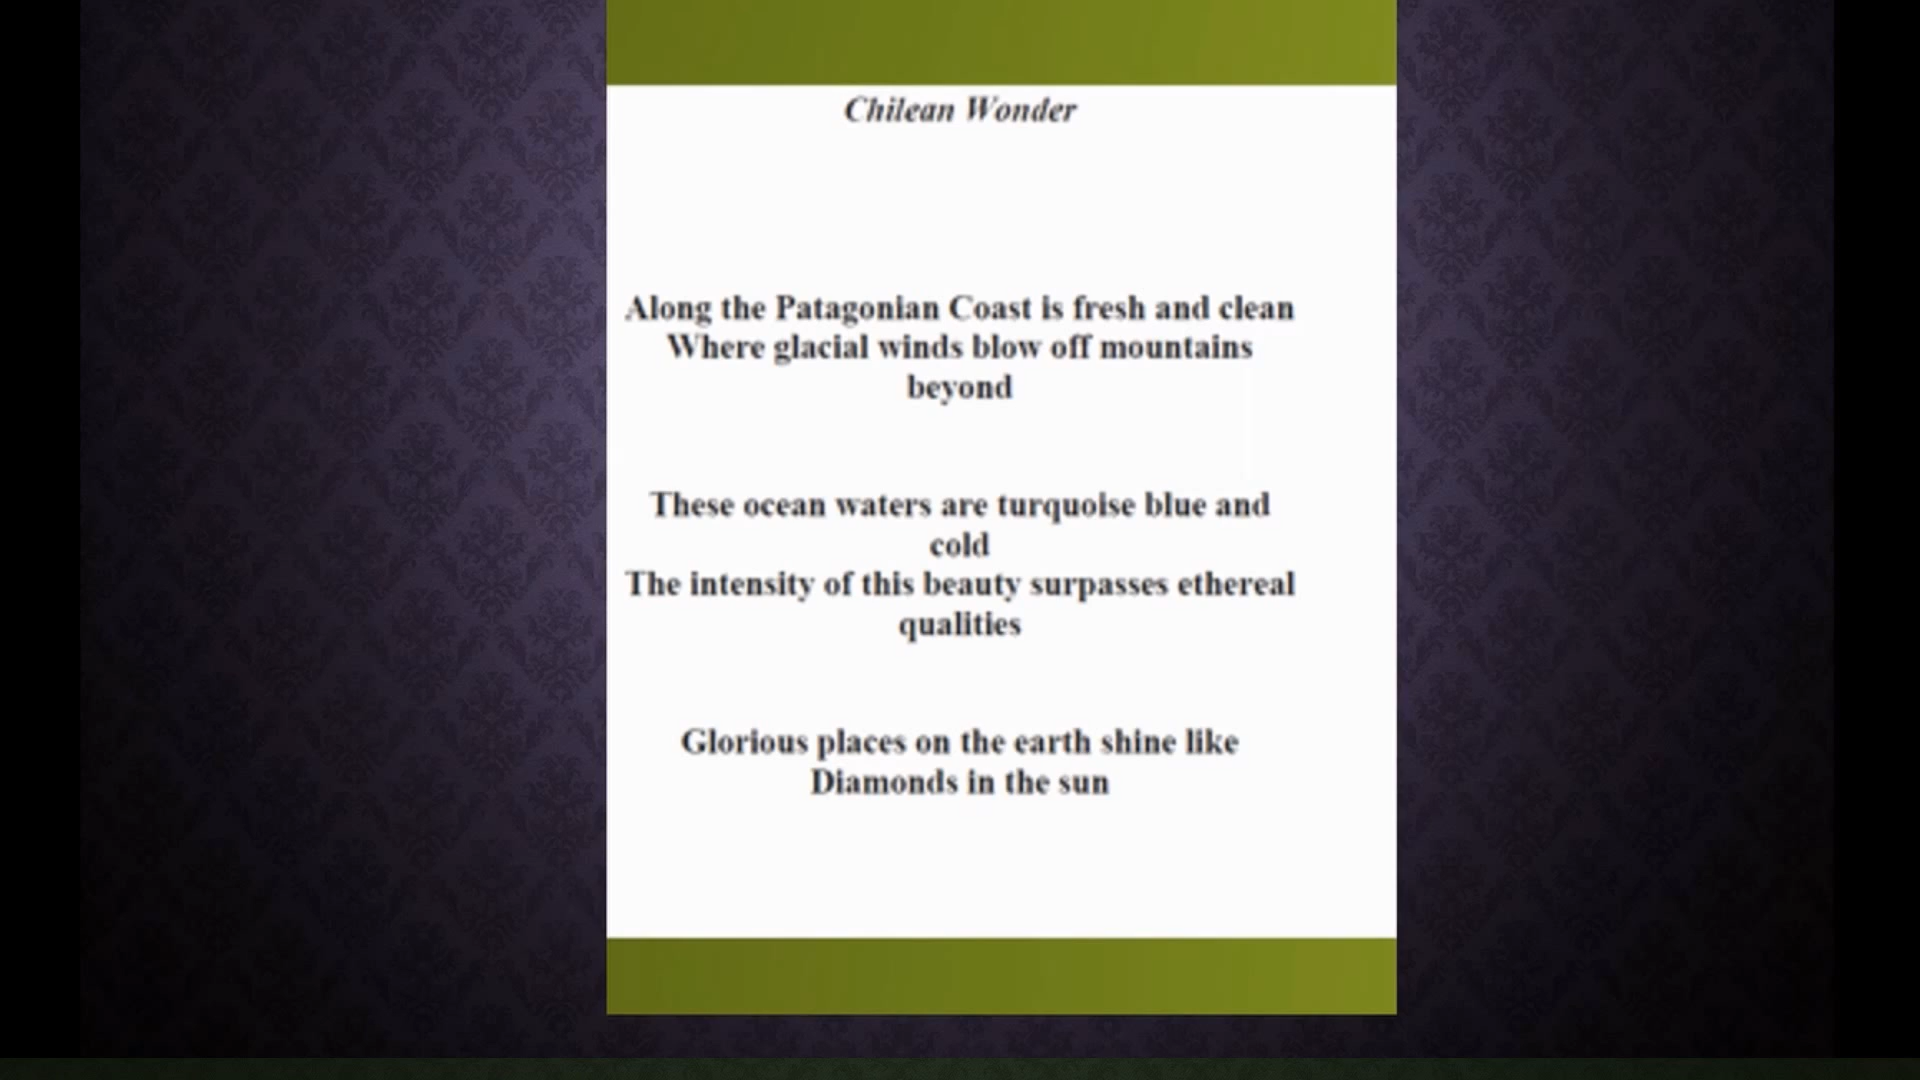 Chilean Wonder
Along the Patagonian Coast is fresh and clean
Where glacial winds blow off mountains
beyond
These ocean waters are turquoise blue and
cold
The intensity of this beauty surpasses ethereal
qualities
Glorious places on the earth shine like
Diamonds in the sun